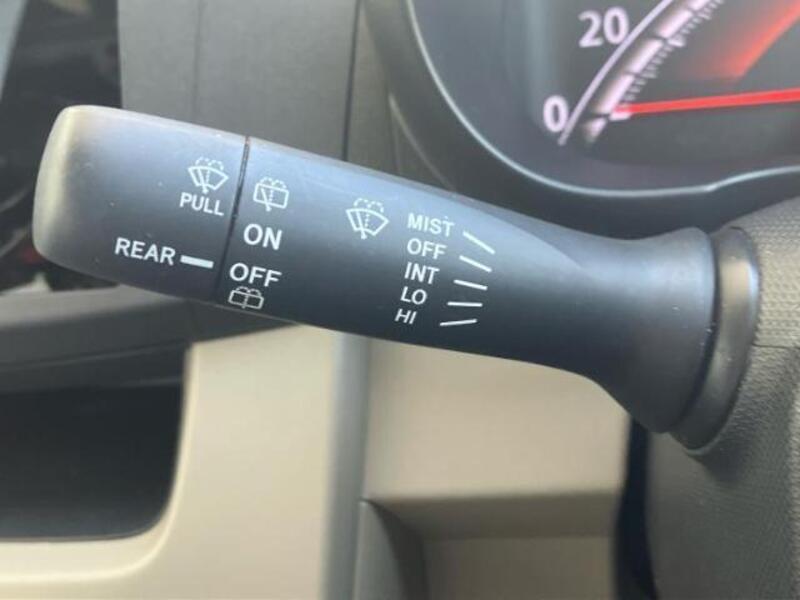 20
0
PULL
REAR
ON
OFF
MIST
OFF
INT
LO
HI